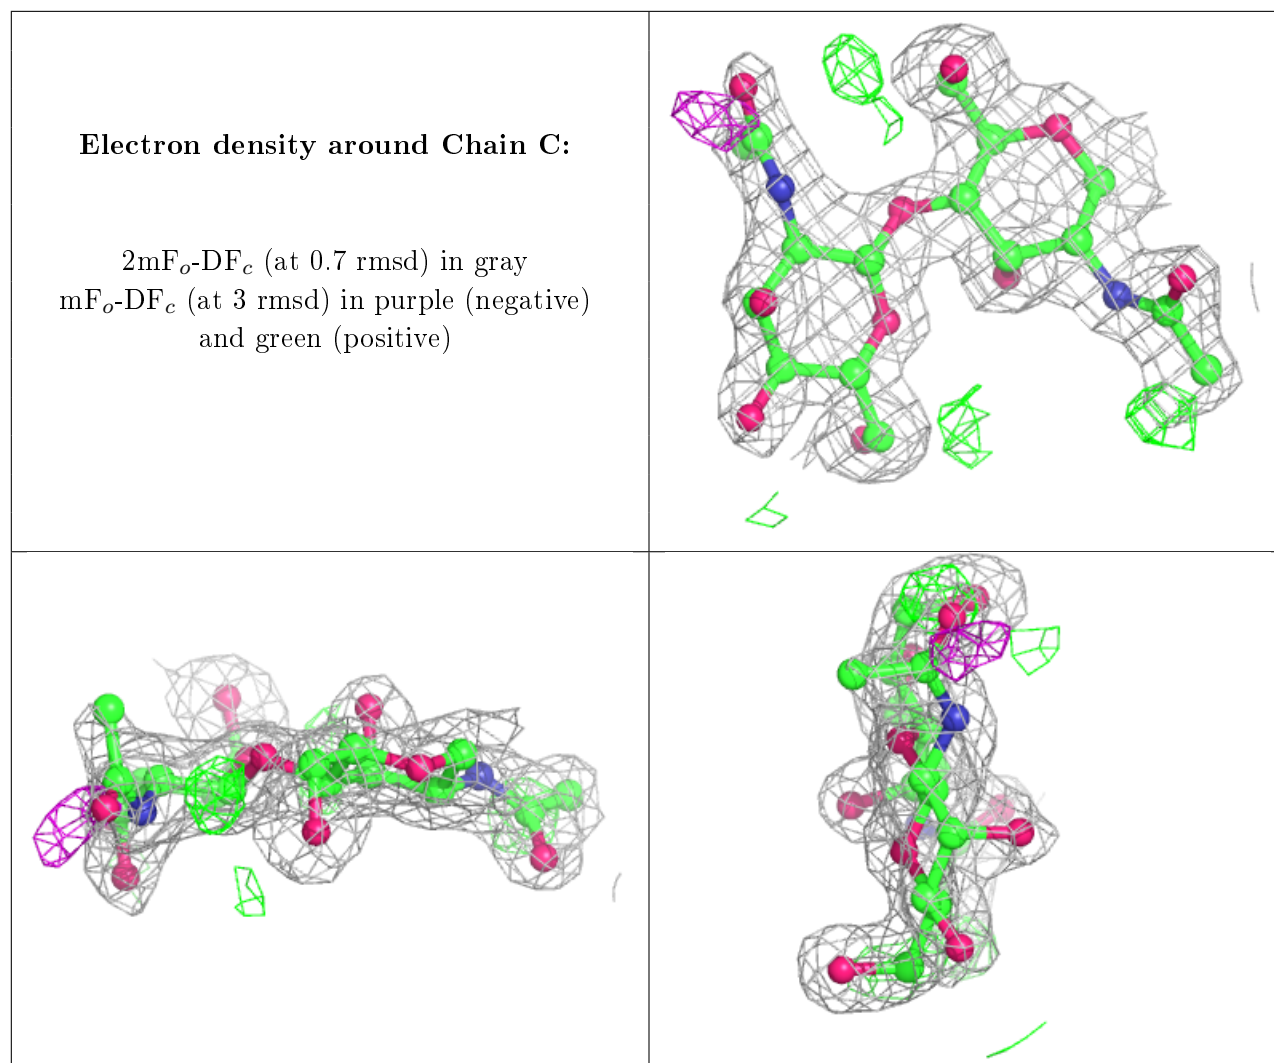 Electron density around Chain C:
2mFo-DFc (at 0.7 rmsd) in gray
mFo-DFc (at 3 rmsd) in purple (negative)
and green (positive)